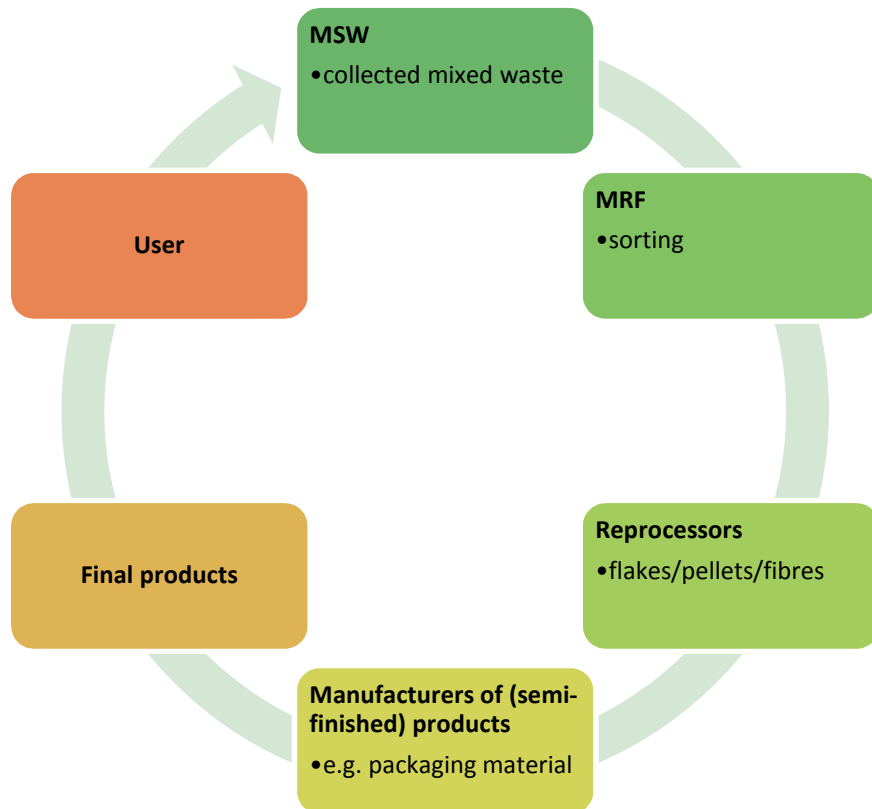 MSW
•collected mixed waste
MRF
•sorting
Reprocessors
•flakes/pellets/fibres
Manufacturers of (semi-
finished) products
•e.g. packaging material
Final products
User